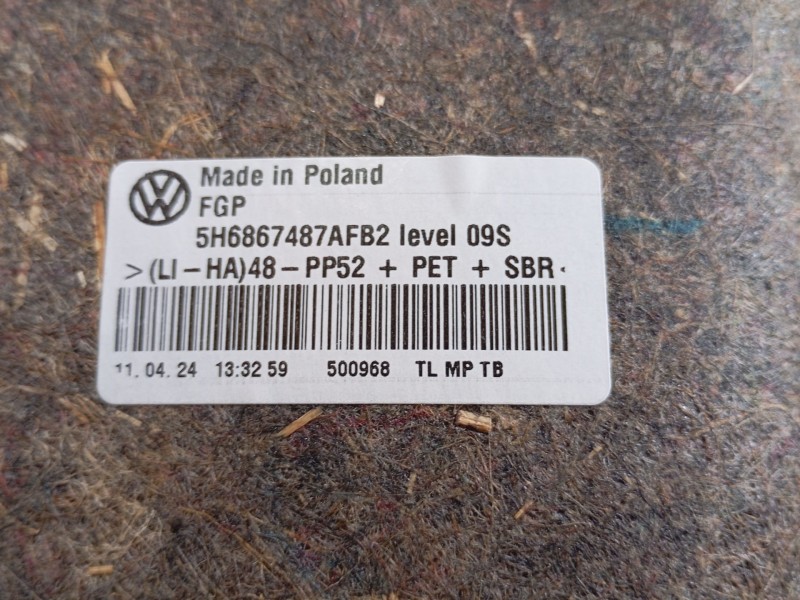 Made in Poland
FGP
5H6867487AFB2 level 09S
>(LI-HA)48-PP52 + PET + SBR<
11. 04. 24 13:32 59 500968 TL MP TB